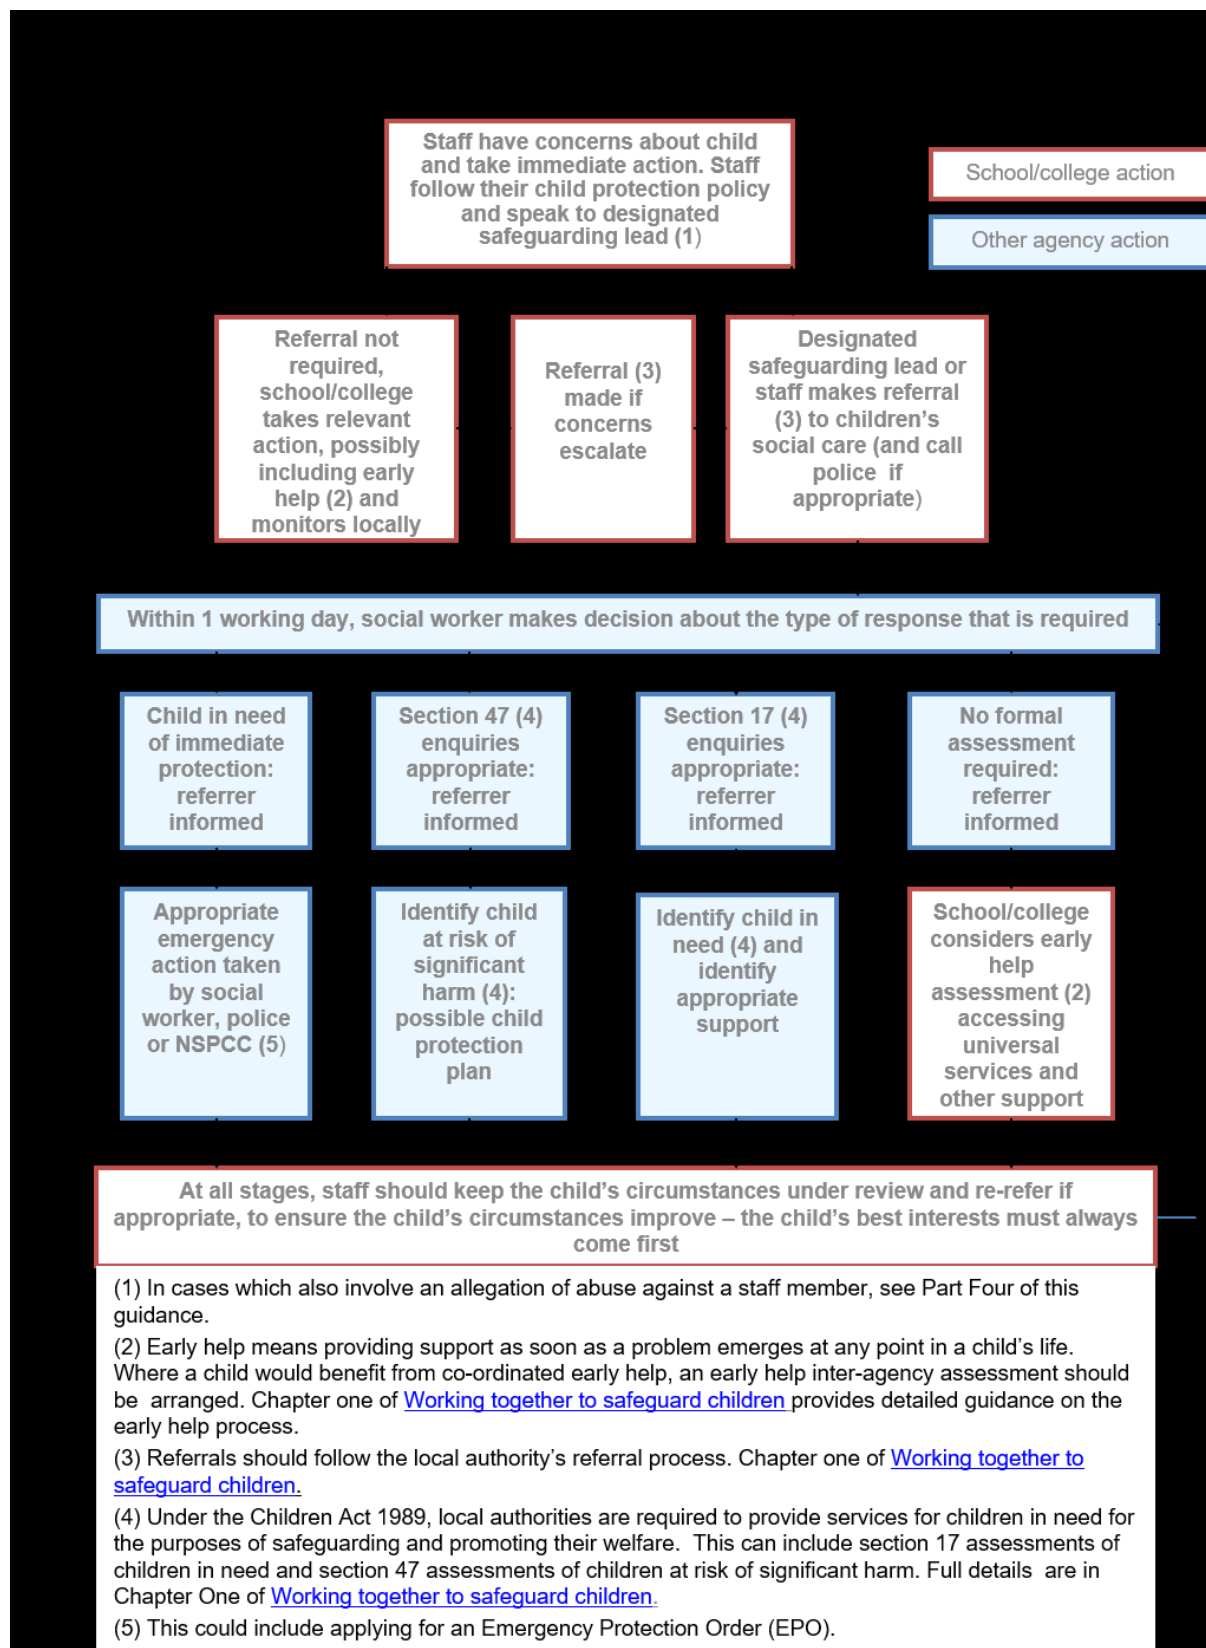 Staff have concerns about child
and take immediate action. Staff
follow their child protection policy
and speak to designated
safeguarding lead (1)
School/college action
Other agency action
Referral not
required,
school/college
takes relevant
action, possibly
including early
help (2) and
monitors locally
Referral (3)
made if
concerns
escalate
Designated
safeguarding lead or
staff makes referral
(3) to children’s
social care (and call
police  if
appropriate)
Within 1 working day, social worker makes decision about the type of response that is required
Child in need
of immediate
protection:
referrer
informed
Section 47 (4)
enquiries
appropriate:
referrer
informed
Section 17 (4)
enquiries
appropriate:
referrer
informed
No formal
assessment
required:
referrer
informed
Appropriate
emergency
action taken
by social
worker, police
or NSPCC (5)
Identify child
at risk of
significant
harm (4):
possible child
protection
plan
Identify child in
need (4) and
identify
appropriate
support
School/college
considers early
help
assessment (2)
accessing
universal
services and
other support
At all stages, staff should keep the child’s circumstances under review and re-refer if
appropriate, to ensure the child’s circumstances improve – the child’s best interests must always
come first
(1) In cases which also involve an allegation of abuse against a staff member, see Part Four of this
guidance.
(2) Early help means providing support as soon as a problem emerges at any point in a child’s life.
Where a child would benefit from co-ordinated early help, an early help inter-agency assessment should
be  arranged. Chapter one of Working together to safeguard children provides detailed guidance on the
early help process.
(3) Referrals should follow the local authority’s referral process. Chapter one of Working together to
safeguard children.
(4) Under the Children Act 1989, local authorities are required to provide services for children in need for
the purposes of safeguarding and promoting their welfare.  This can include section 17 assessments of
children in need and section 47 assessments of children at risk of significant harm. Full details  are in
Chapter One of Working together to safeguard children.
(5) This could include applying for an Emergency Protection Order (EPO).